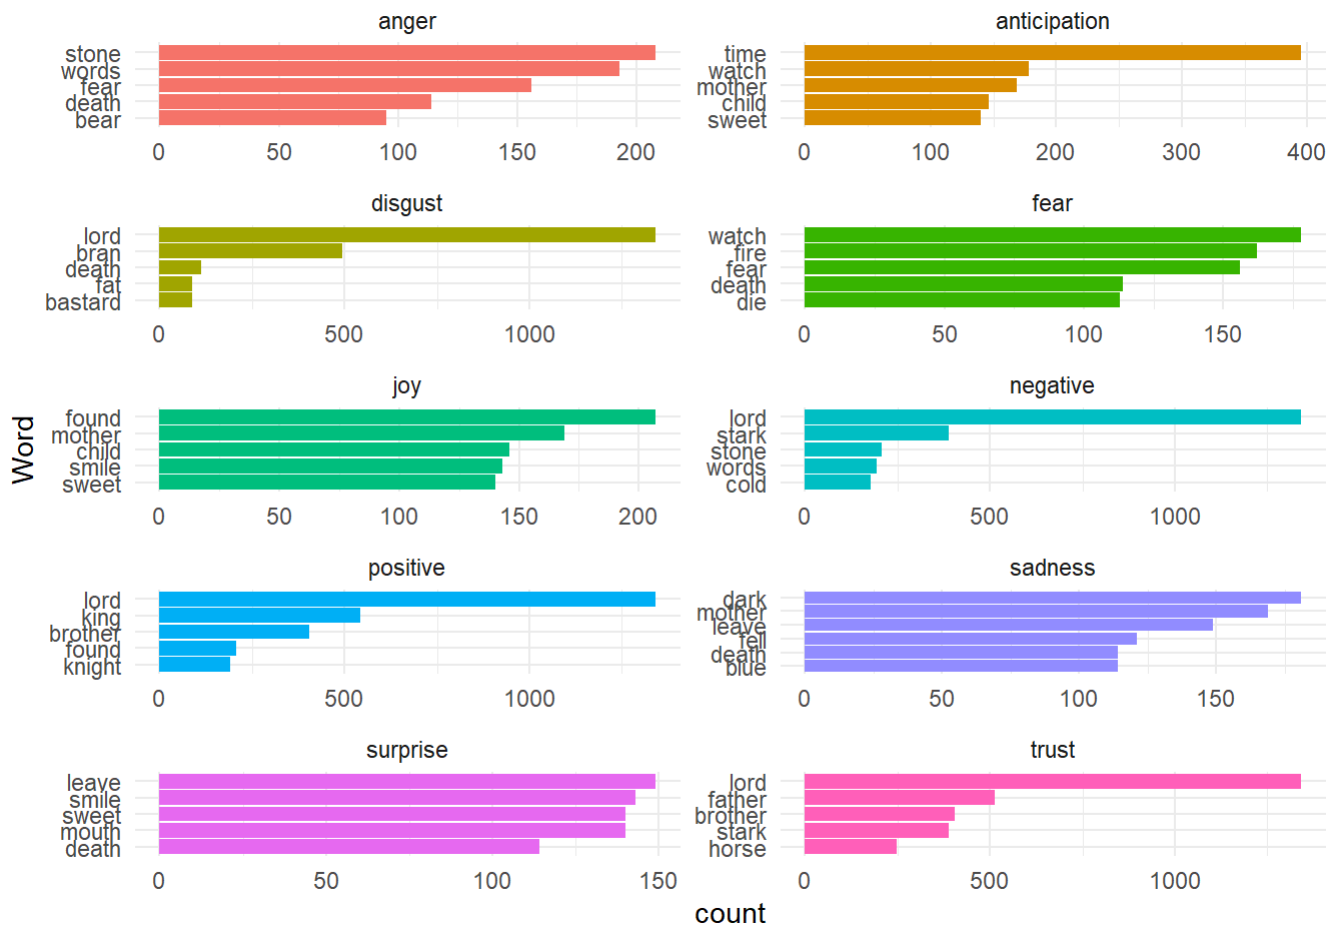 anger
stone
words
fear
death
bear
0 50 100 150 200
anticipation
time
watch
mother
child
sweet
0 100 200 300 400
disgust
lord
bran
death
fat
bastard
0 500 1000
fear
watch
fire
fear
death
die
0 50 100 150
joy
found
mother
child
smile
sweet
0 50 100 150 200
negative
lord
stark
stone
words
cold
0 500 1000
positive
lord
king
brother
found
knight
0 500 1000
sadness
dark
mother
leave
fell
death
blue
0 50 100 150
surprise
leave
smile
sweet
mouth
death
0 50 100 150
trust
lord
father
brother
stark
horse
0 500 1000
Word
count